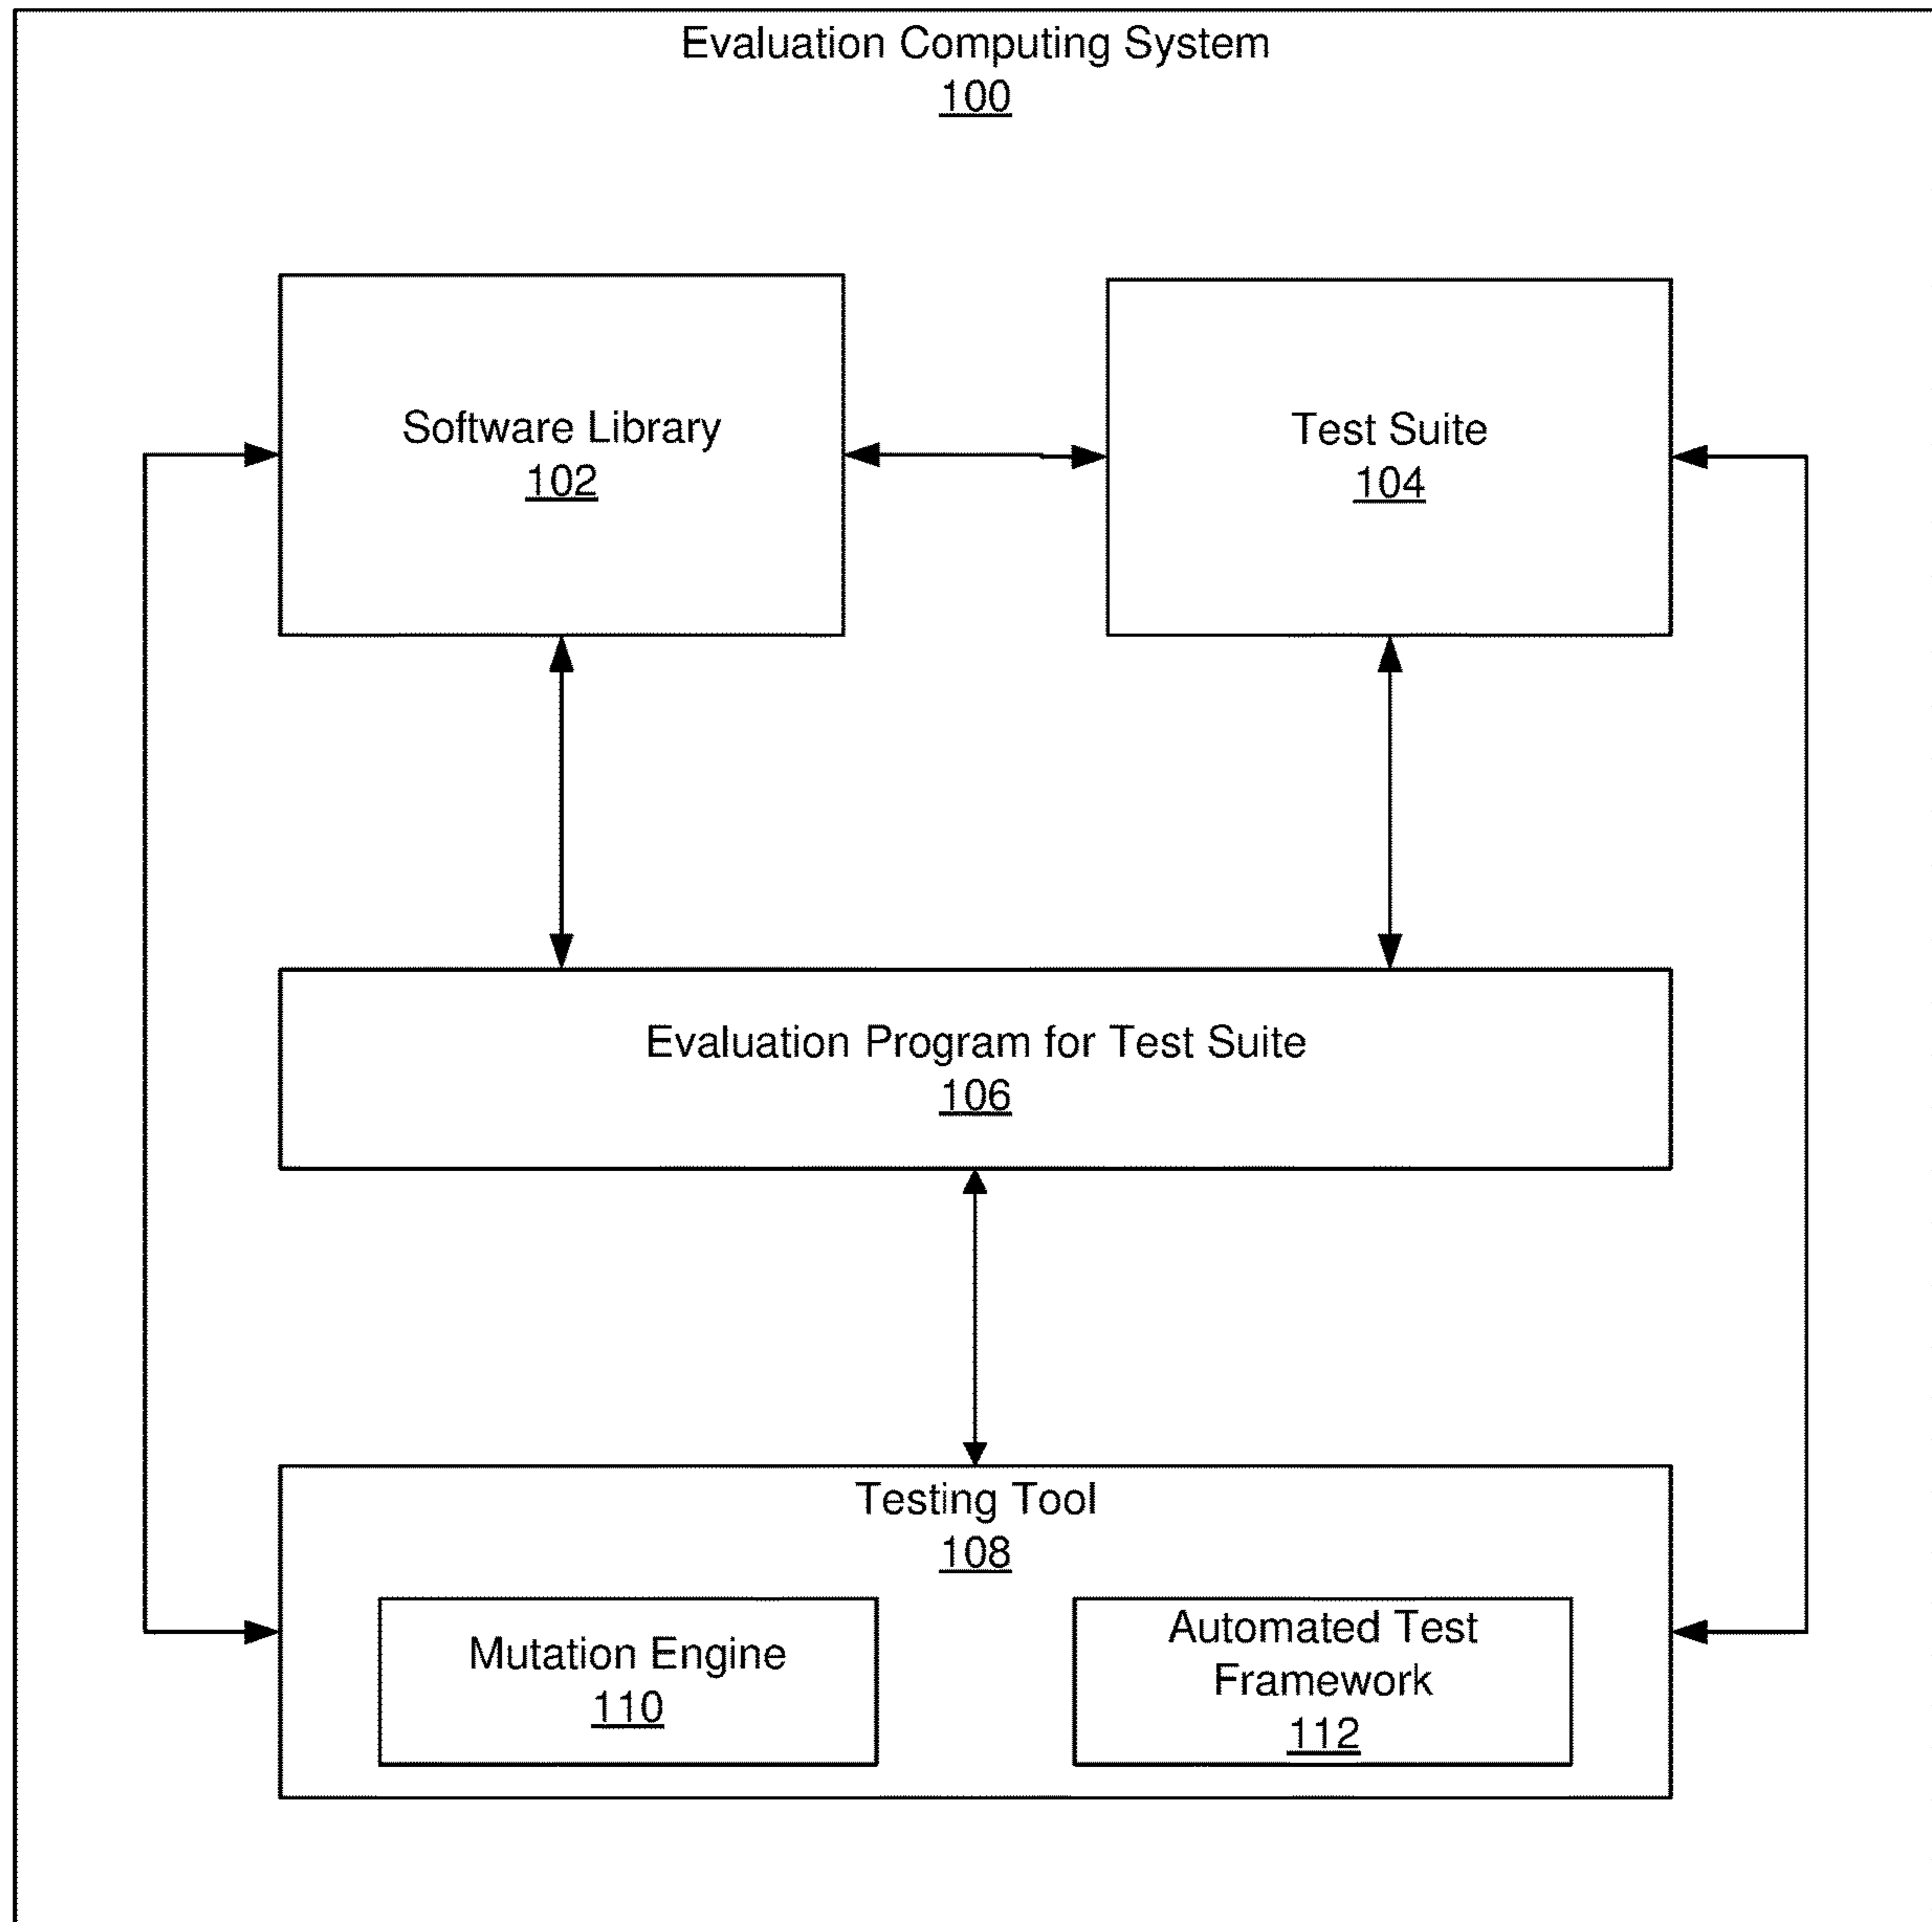 Evaluation Computing System
100
Software Library
102
Test Suite
104
Evaluation Program for Test Suite
106
Testing Tool
108
Mutation Engine
110
Automated Test
Framework
112